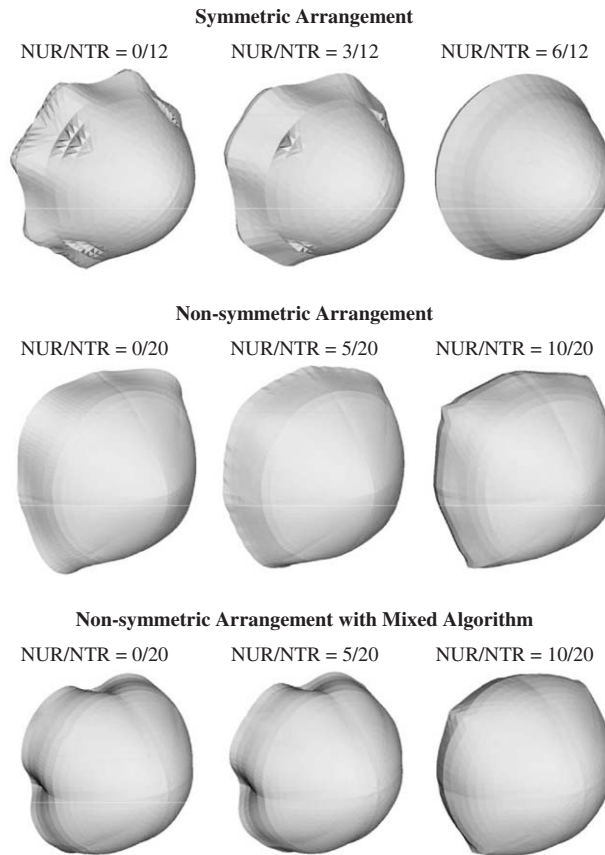 Symmetric Arrangement
NUR/NTR = 0/12 NUR/NTR = 3/12 NUR/NTR = 6/12
Non-symmetric Arrangement
NUR/NTR = 0/20 NUR/NTR = 5/20 NUR/NTR = 10/20
Non-symmetric Arrangement with Mixed Algorithm
NUR/NTR = 0/20 NUR/NTR = 5/20 NUR/NTR = 10/20